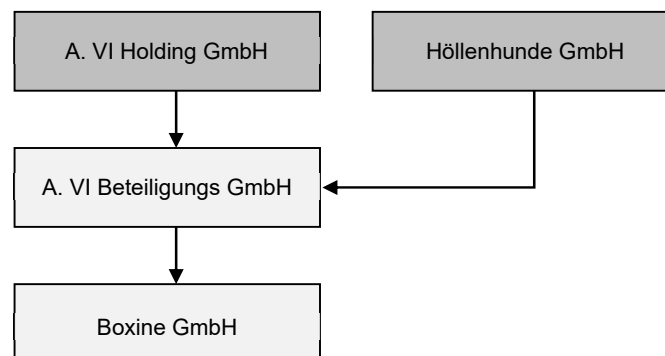 A. VI Holding GmbH
Höllenhunde GmbH
A. VI Beteiligungs GmbH
Boxine GmbH